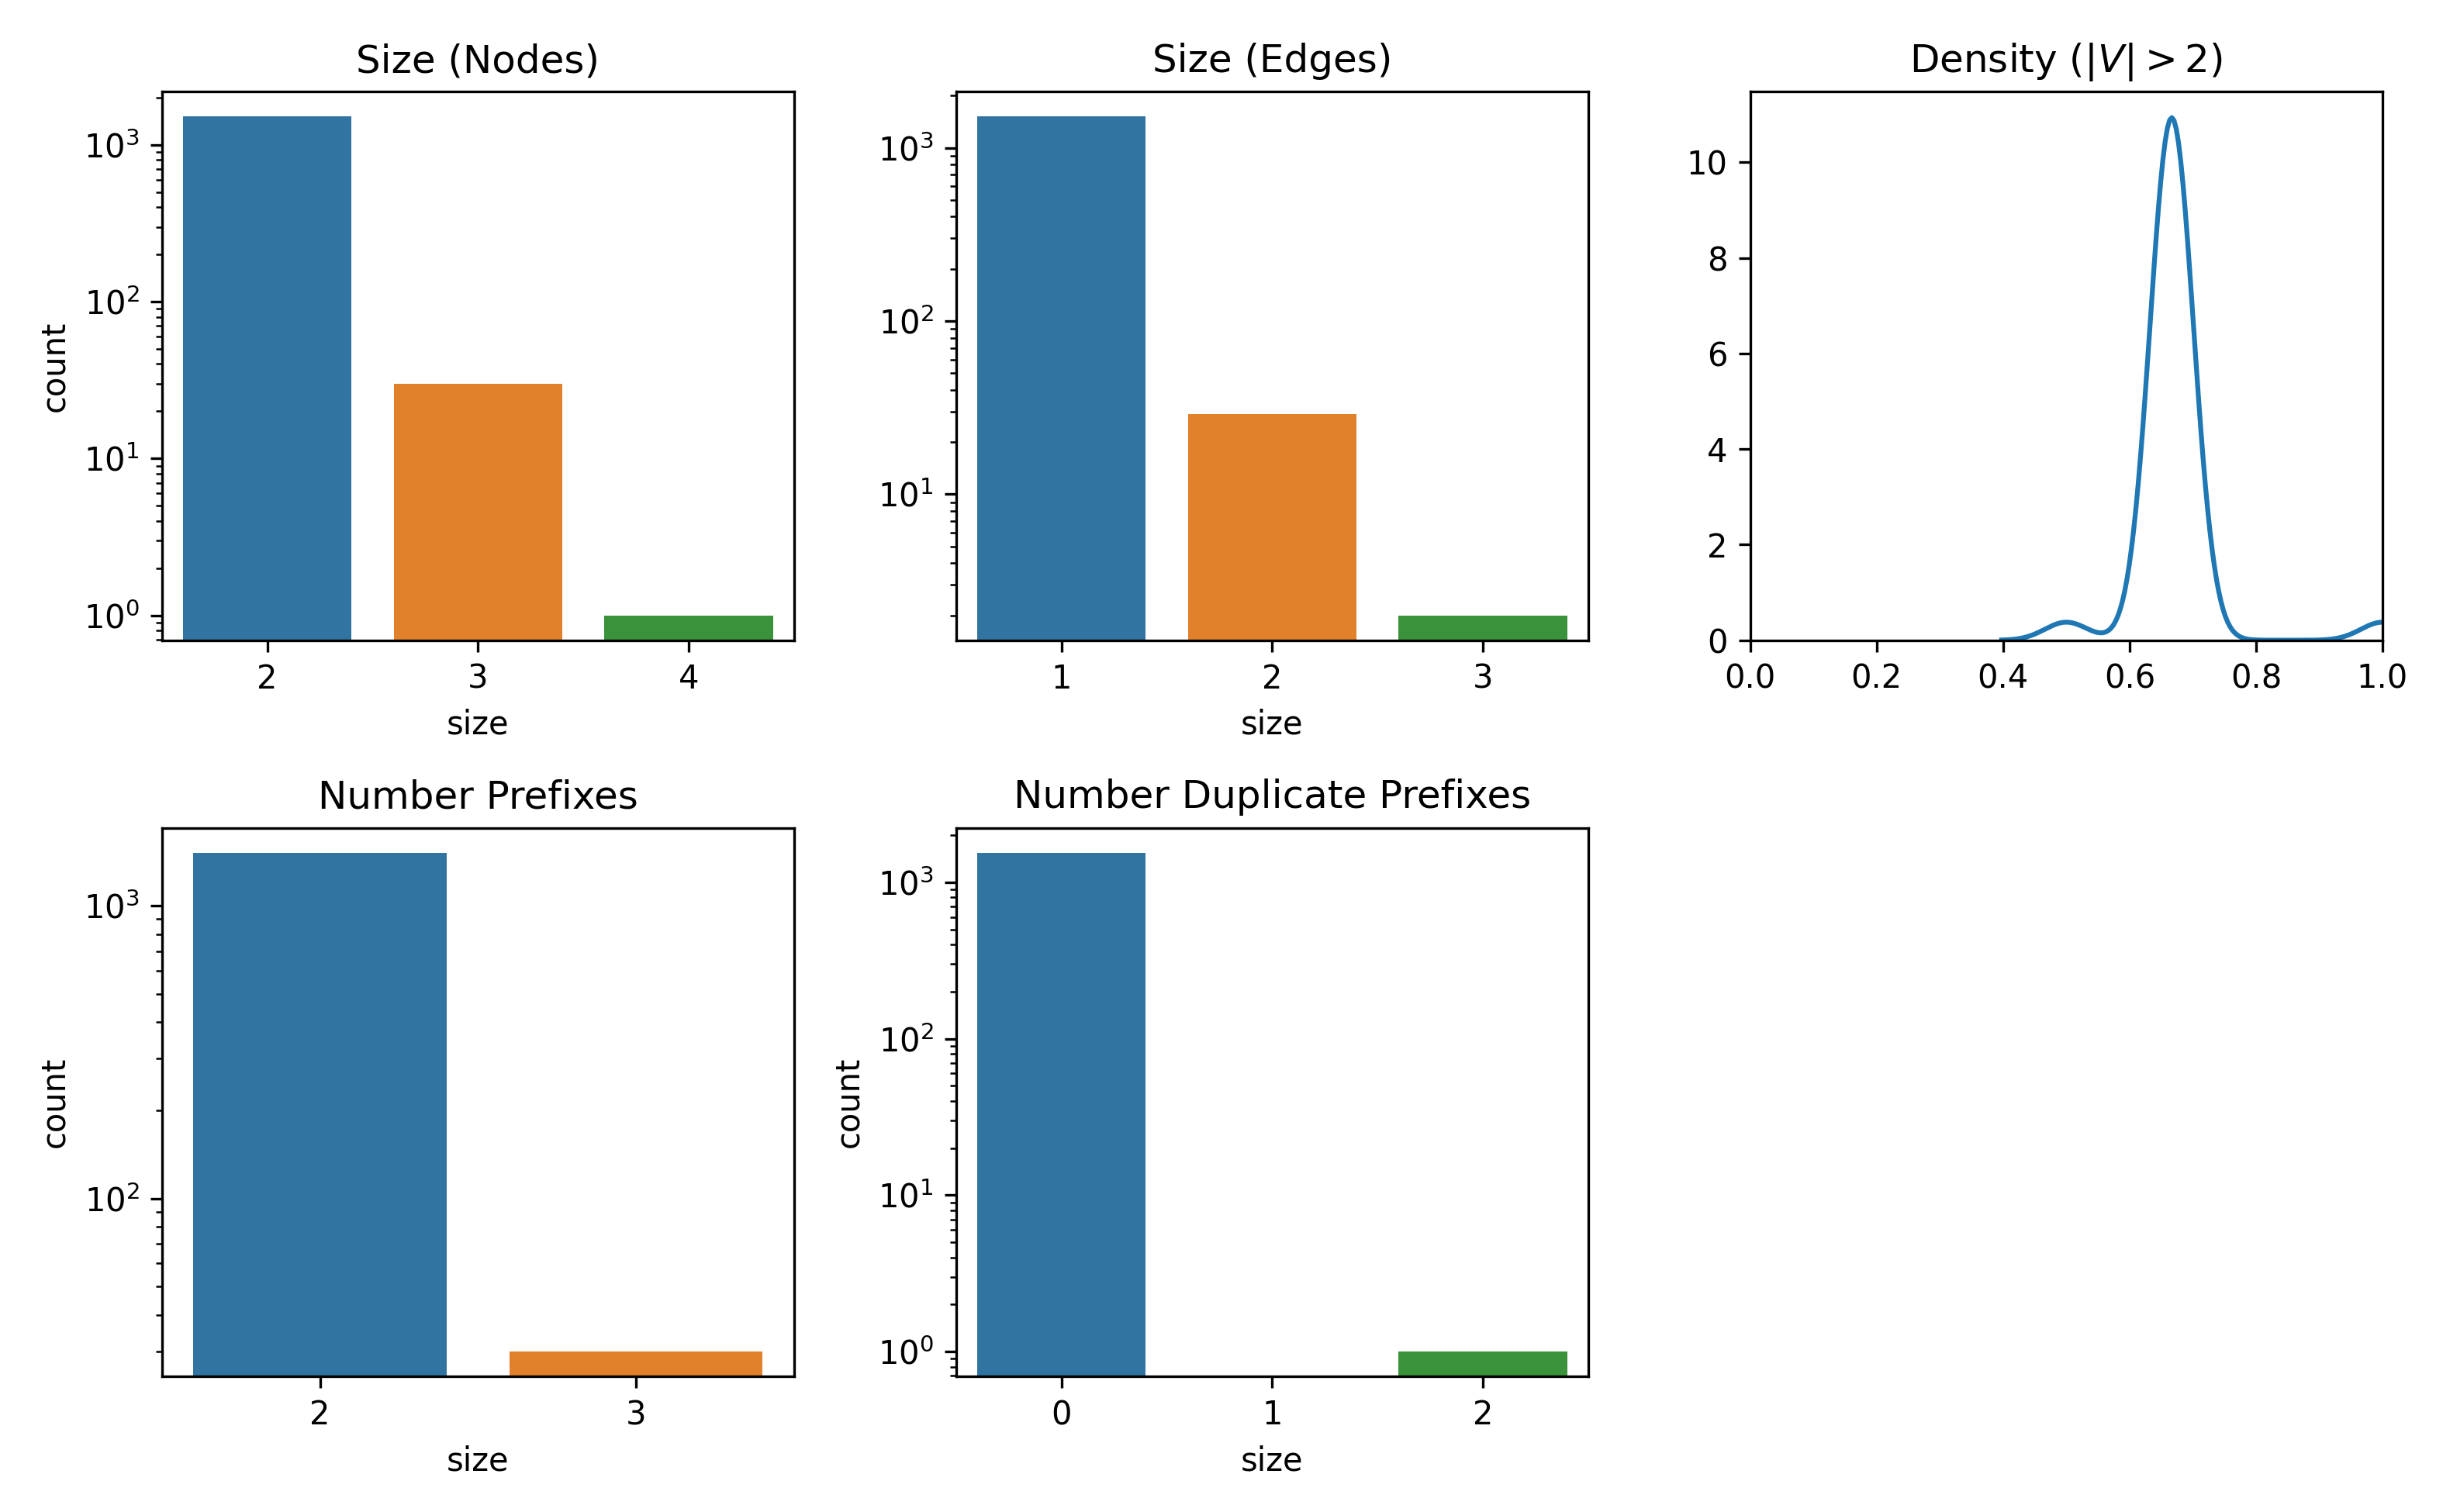 Size (Nodes)
count
10³
10²
10¹
10⁰
2 3 4
size
Size (Edges)
10³
10²
10¹
1 2 3
size
Density (|V| > 2)
10
8
6
4
2
0
0.0 0.2 0.4 0.6 0.8 1.0
Number Prefixes
count
10³
10²
2 3
size
Number Duplicate Prefixes
count
10³
10²
10¹
10⁰
0 1 2
size